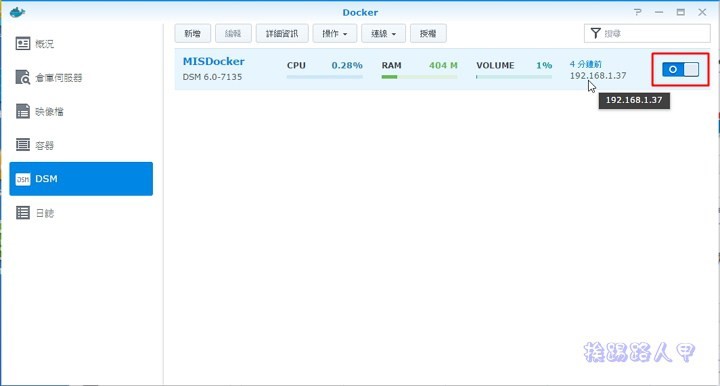 Docker
新增
編輯
詳細資訊
操作
連線
授權
搜尋
概況
倉庫伺服器
映像檔
容器
DSM
DSM
日誌
MISDocker
DSM 6.0-7135
CPU 0.28%
RAM 404 M
VOLUME 1%
4 分鐘前
192.168.1.37
192.168.1.37
挨踢路人甲